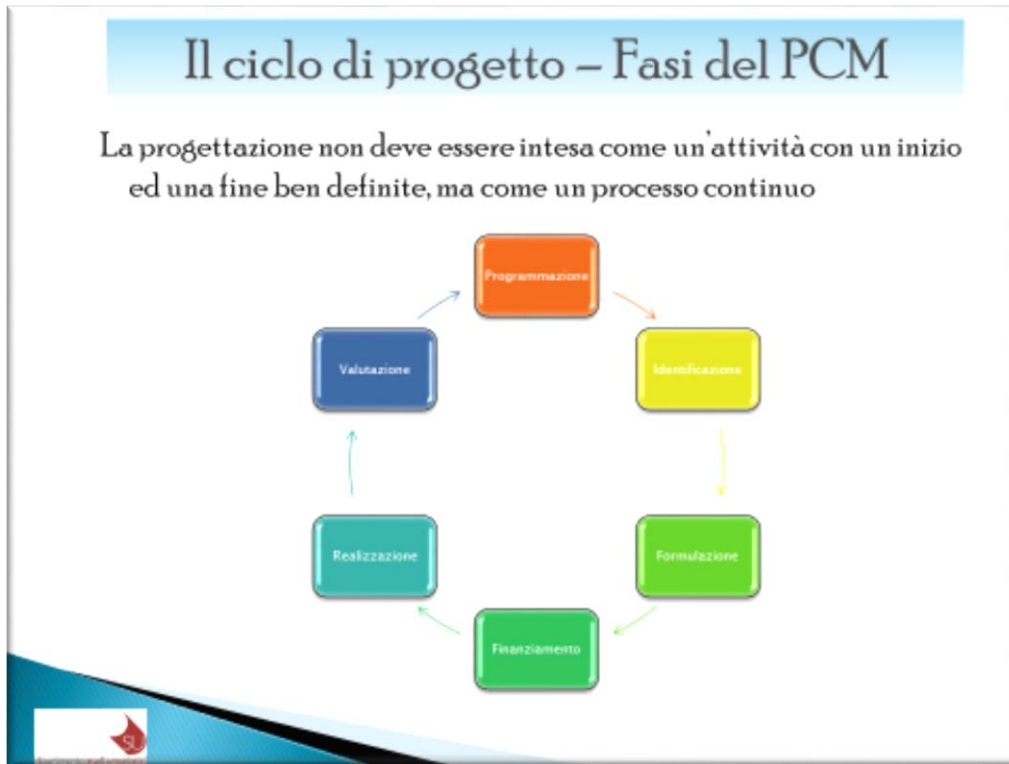 Il ciclo di progetto – Fasi del PCM
La progettazione non deve essere intesa come un'attività con un inizio
ed una fine ben definite, ma come un processo continuo
Programmazione
Identificazione
Formulazione
Finanziamento
Realizzazione
Valutazione
SU